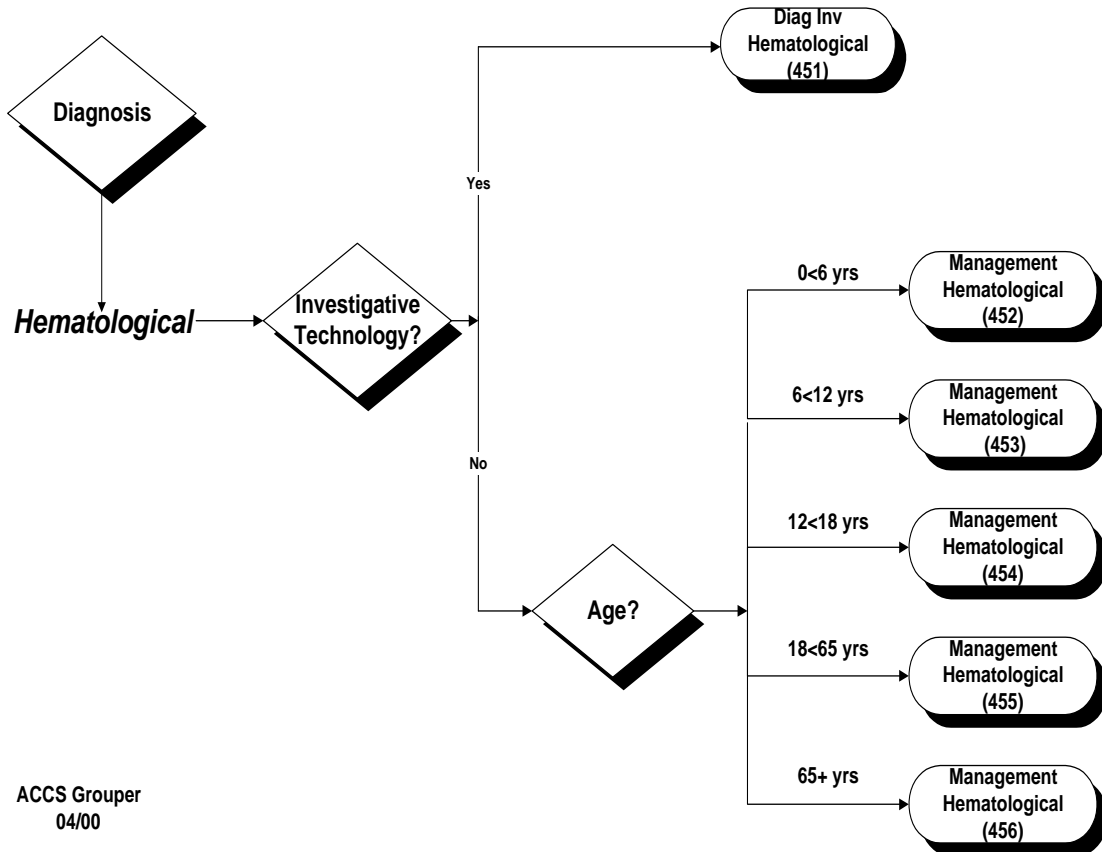 Diag Inv
Hematological
(451)
Diagnosis
Yes
Hematological
Investigative
Technology?
0<6 yrs
Management
Hematological
(452)
6<12 yrs
Management
Hematological
(453)
No
12<18 yrs
Management
Hematological
(454)
Age?
18<65 yrs
Management
Hematological
(455)
65+ yrs
Management
Hematological
(456)
ACCS Grouper
04/00